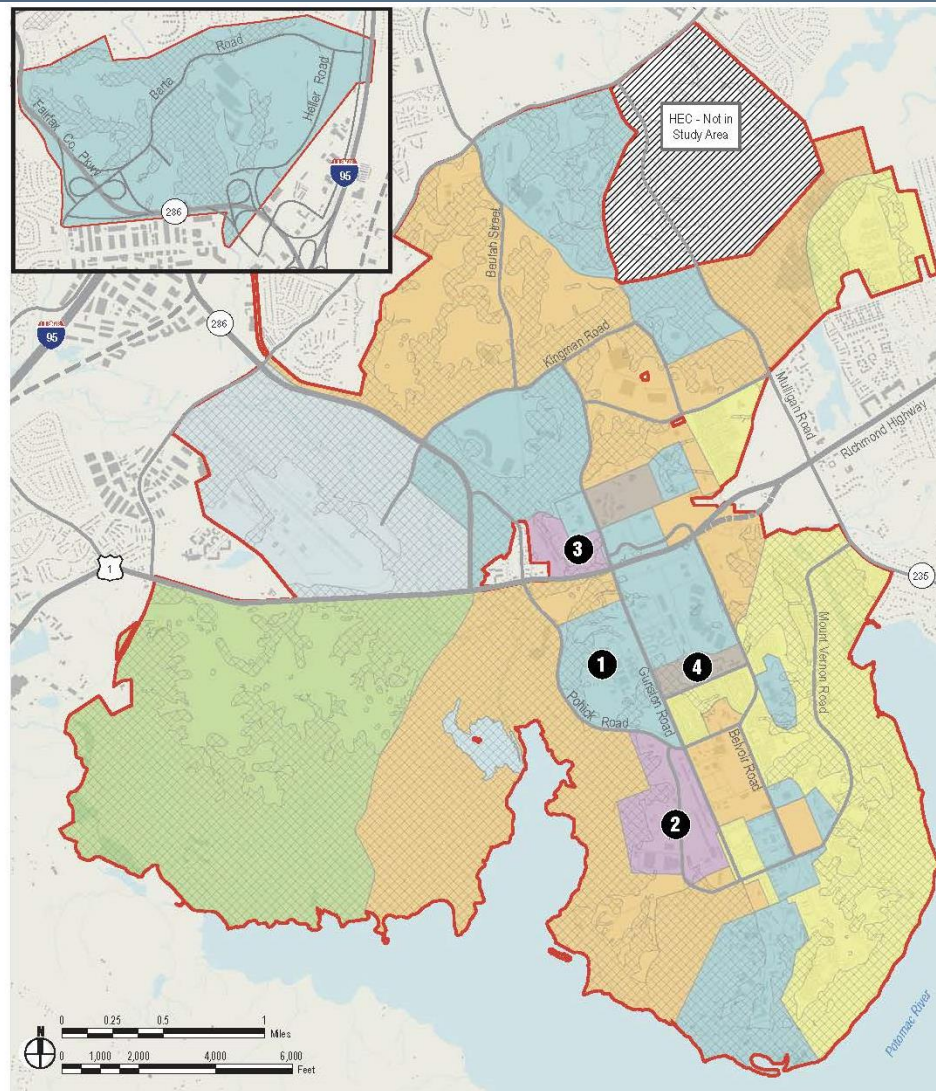 Road
Barta
Heller Road
Fairfax Co. Pkwy
95
286
HEC - Not in
Study Area
Beulah Street
95
286
Kingman Road
Mulligan Road
Richmond Highway
3
1
235
1
4
Gunston Road
Mount Vernon Road
Pohick Road
Belvoir Road
2
Potomac River
N
0 0.25 0.5 1
Miles
0 1,000 2,000 4,000 6,000
Feet